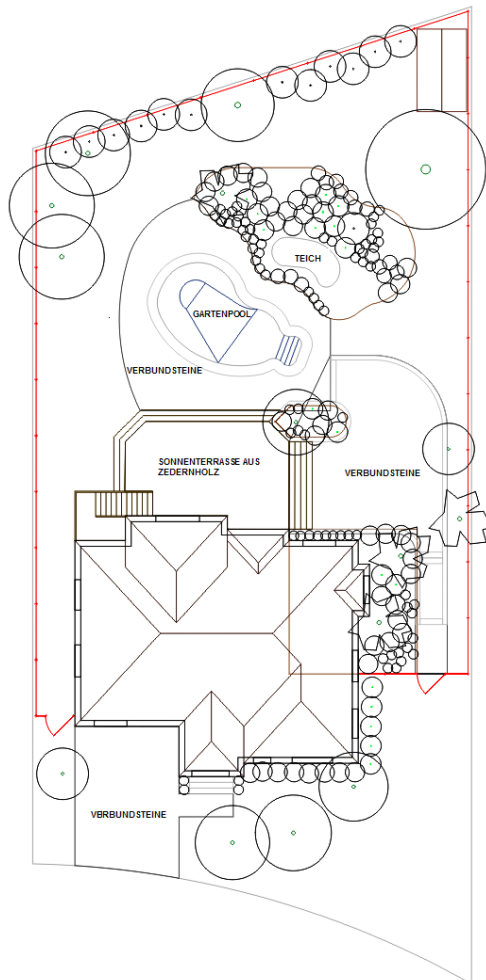 TEICH
GARTENPOOL
VERBUNDSTEINE
SONNENTERRASSE AUS
ZEDERNHOLZ
VERBUNDSTEINE
VERBUNDSTEINE